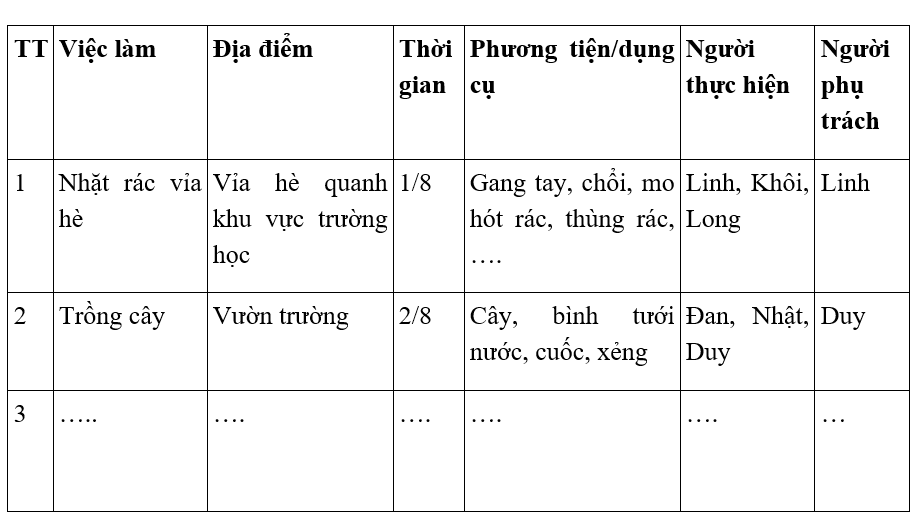 TT Việc làm Địa điểm Thời gian Phương tiện/dụng cụ Người thực hiện Người phụ trách
1 Nhặt rác vỉa hè Vỉa hè quanh khu vực trường học 1/8 Gang tay, chổi, mo hót rác, thùng rác, …. Linh, Khôi, Long Linh
2 Trồng cây Vườn trường 2/8 Cây, bình tưới nước, cuốc, xẻng Đan, Nhật, Duy Duy
3 ….. …. …. …. …. …